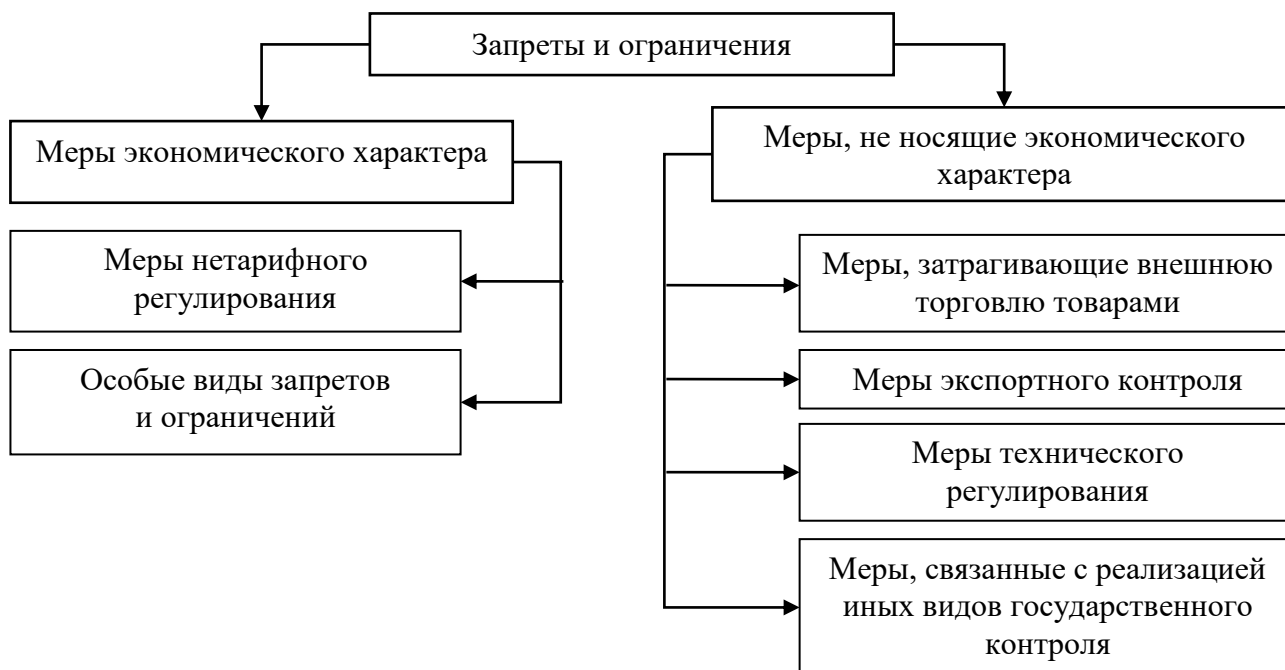 Запреты и ограничения
Меры экономического характера
Меры нетарифного
регулирования
Особые виды запретов
и ограничений
Меры, не носящие экономического
характера
Меры, затрагивающие внешнюю
торговлю товарами
Меры экспортного контроля
Меры технического
регулирования
Меры, связанные с реализацией
иных видов государственного
контроля